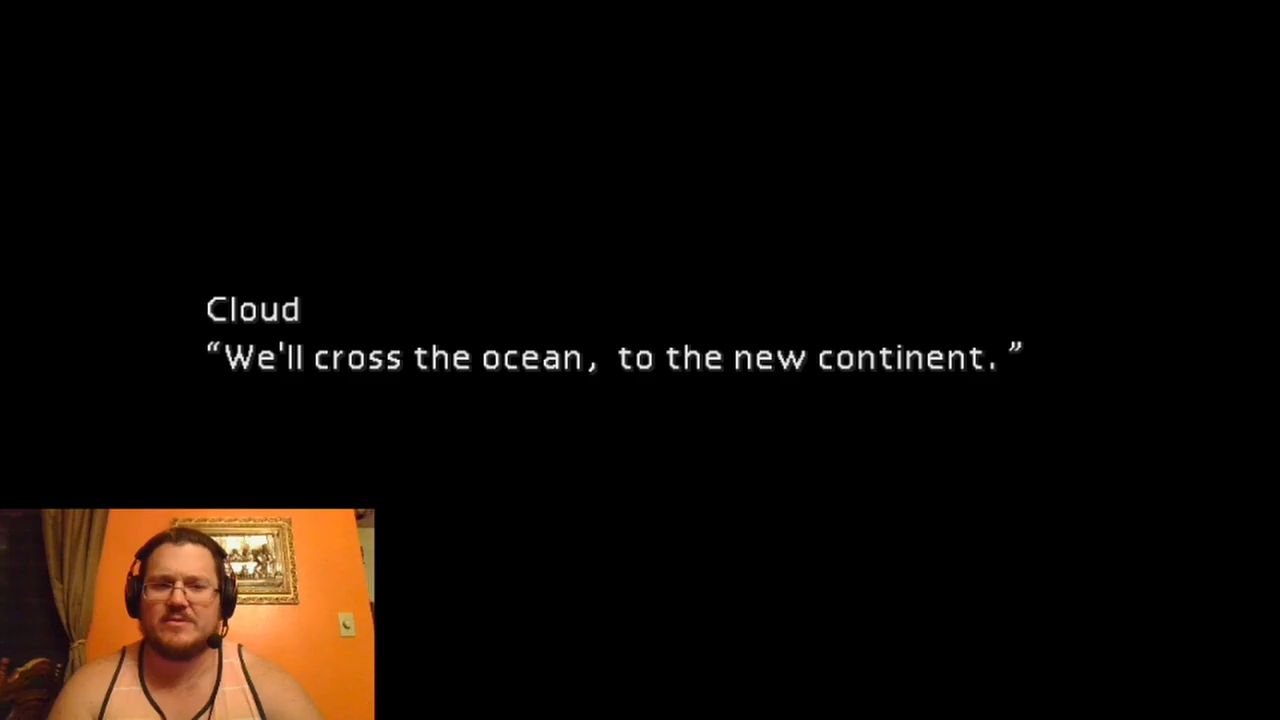 Cloud
“We'll cross the ocean, to the new continent.”